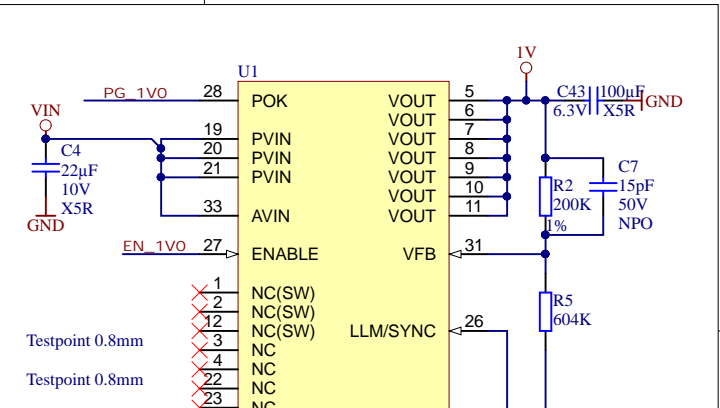 1V
U1
PG_1V0
28
POK
VOUT
5
C43
100µF
GND
6.3V
X5R
VIN
VOUT
6
19
PVIN
VOUT
7
C4
20
PVIN
VOUT
8
22µF
21
PVIN
VOUT
9
C7
10V
VOUT
10
R2
15pF
X5R
33
AVIN
VOUT
11
200K
50V
GND
1%
NPO
EN_1V0
27
ENABLE
VFB
31
1
NC(SW)
2
NC(SW)
R5
12
NC(SW)
LLM/SYNC
26
604K
Testpoint 0.8mm
3
NC
4
NC
Testpoint 0.8mm
22
NC
23
NC